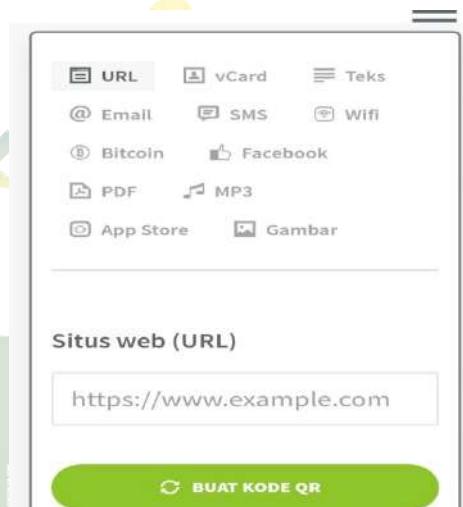 URL vCard Teks
@ Email SMS Wifi
Bitcoin Facebook
PDF MP3
App Store Gambar
Situs web (URL)
https://www.example.com
BUAT KODE QR